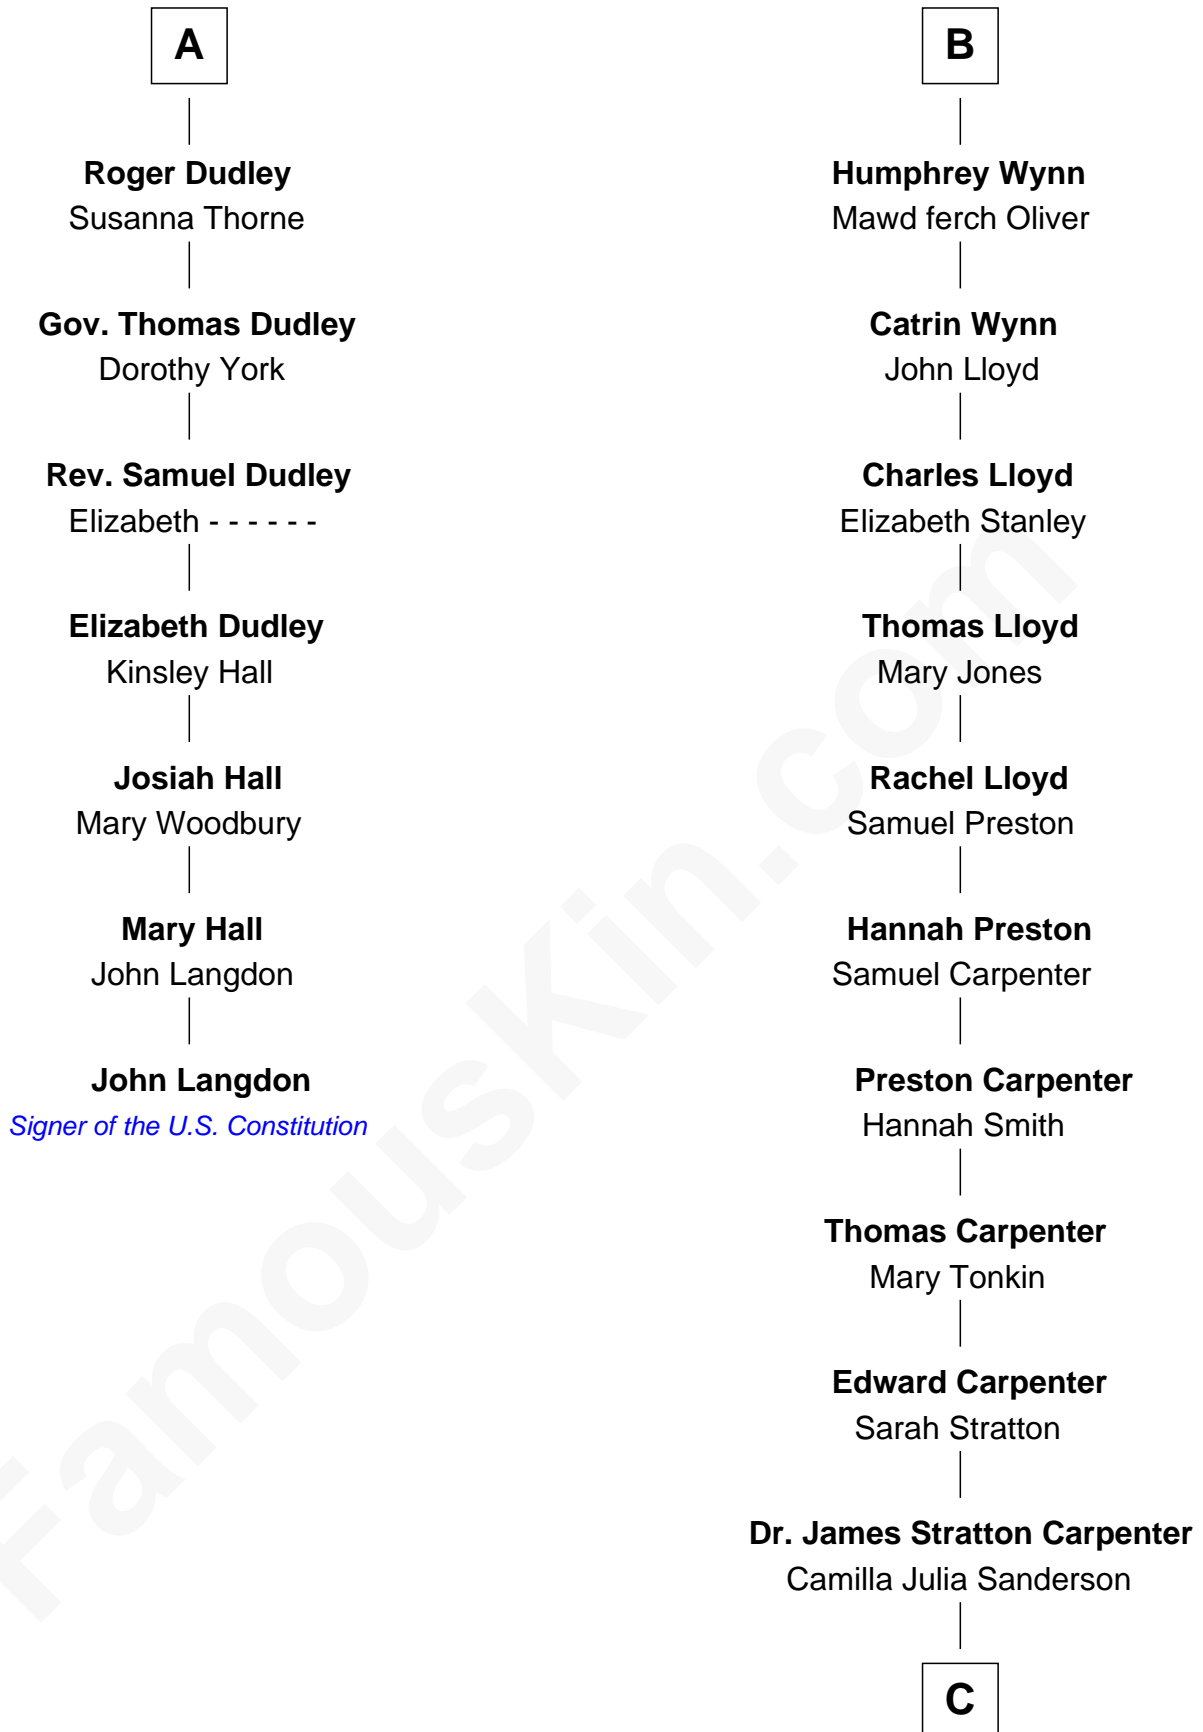 A
Roger Dudley
Susanna Thorne
Gov. Thomas Dudley
Dorothy York
Rev. Samuel Dudley
Elizabeth - - - - - -
Elizabeth Dudley
Kinsley Hall
Josiah Hall
Mary Woodbury
Mary Hall
John Langdon
John Langdon
Signer of the U.S. Constitution
B
Humphrey Wynn
Mawd ferch Oliver
Catrin Wynn
John Lloyd
Charles Lloyd
Elizabeth Stanley
Thomas Lloyd
Mary Jones
Rachel Lloyd
Samuel Preston
Hannah Preston
Samuel Carpenter
Preston Carpenter
Hannah Smith
Thomas Carpenter
Mary Tonkin
Edward Carpenter
Sarah Stratton
Dr. James Stratton Carpenter
Camilla Julia Sanderson
C
FamousKin.com